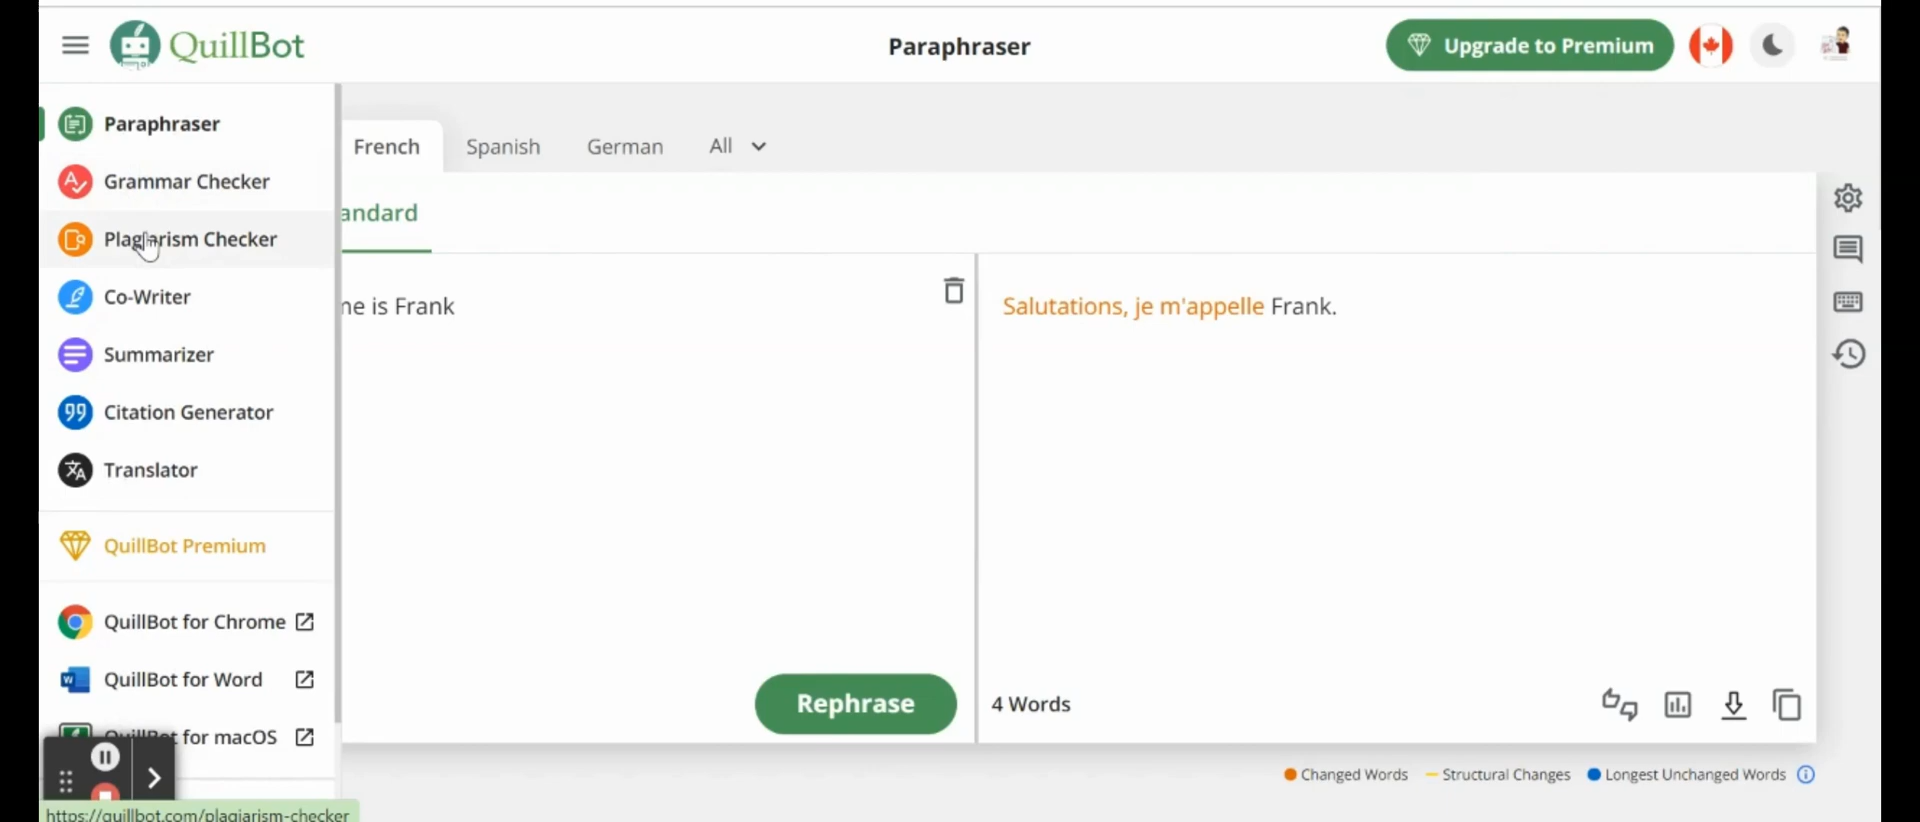 QuillBot
Paraphraser
Upgrade to Premium
Paraphraser
Grammar Checker
Plagiarism Checker
Co-Writer
Summarizer
Citation Generator
Translator
QuillBot Premium
QuillBot for Chrome
QuillBot for Word
QuillBot for macOS
https://quillbot.com/plagiarism-checker
French Spanish German All
andard
me is Frank
Rephrase
Salutations, je m'appelle Frank.
4 Words
Changed Words Structural Changes Longest Unchanged Words